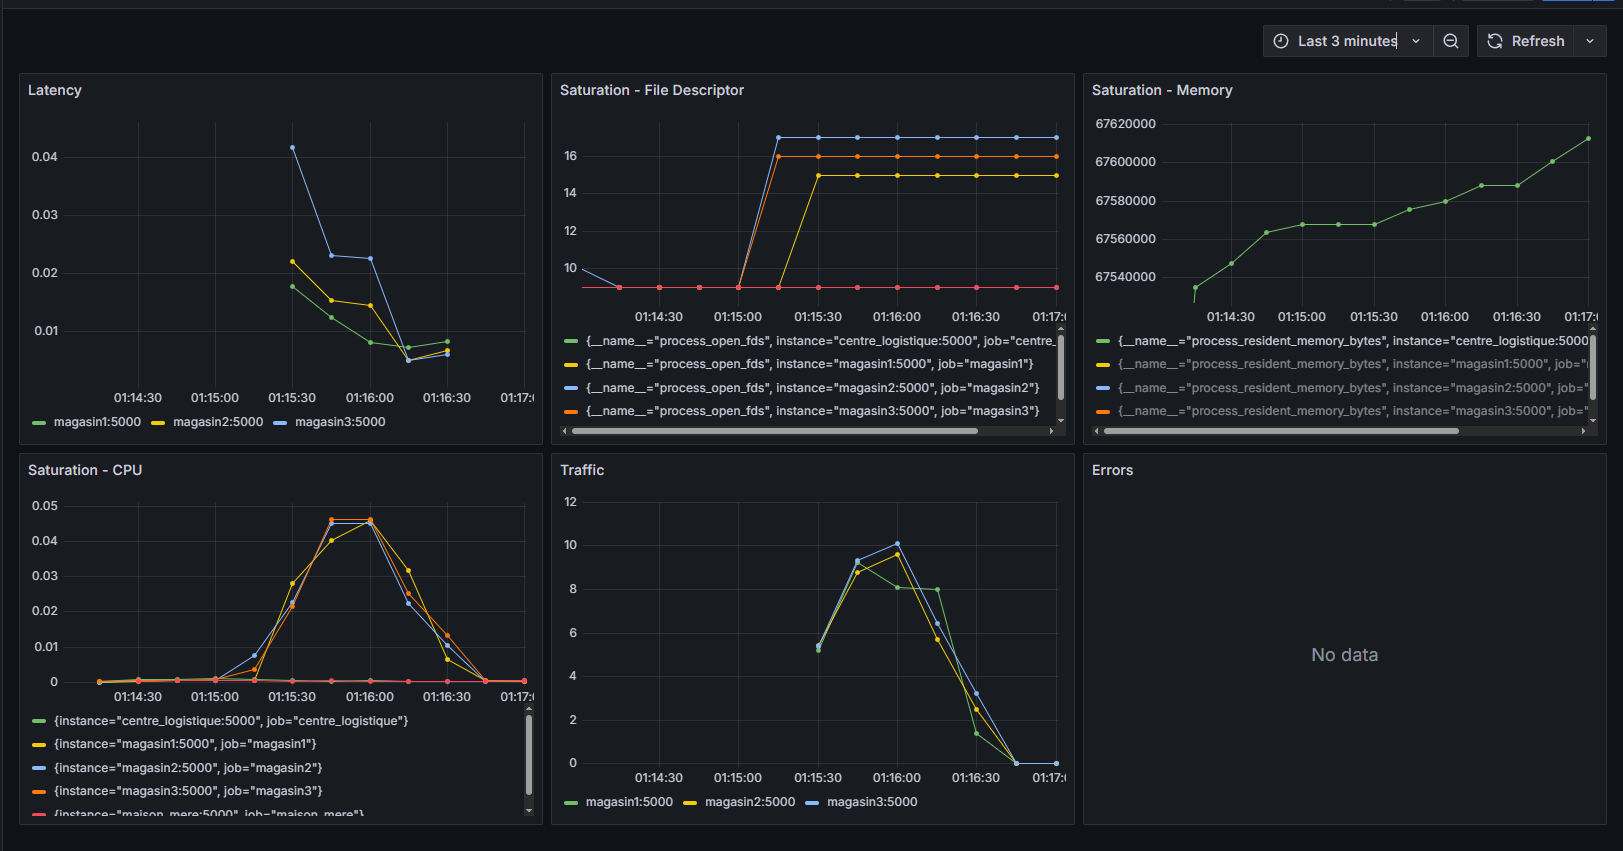 Last 3 minutes
Refresh
Latency
0.04
0.03
0.02
0.01
01:14:30 01:15:00 01:15:30 01:16:00 01:16:30 01:17:
magasin1:5000 magasin2:5000 magasin3:5000
Saturation - File Descriptor
16
14
12
10
01:14:30 01:15:00 01:15:30 01:16:00 01:16:30 01:17:
{__name__="process_open_fds", instance="centre_logistique:5000", job="centre_
{__name__="process_open_fds", instance="magasin1:5000", job="magasin1"}
{__name__="process_open_fds", instance="magasin2:5000", job="magasin2"}
{__name__="process_open_fds", instance="magasin3:5000", job="magasin3"}
Saturation - Memory
67620000
67600000
67580000
67560000
67540000
01:14:30 01:15:00 01:15:30 01:16:00 01:16:30 01:17:
{__name__="process_resident_memory_bytes", instance="centre_logistique:5000
{__name__="process_resident_memory_bytes", instance="magasin1:5000", job="
{__name__="process_resident_memory_bytes", instance="magasin2:5000", job="
{__name__="process_resident_memory_bytes", instance="magasin3:5000", job="
Saturation - CPU
0.05
0.04
0.03
0.02
0.01
0
01:14:30 01:15:00 01:15:30 01:16:00 01:16:30 01:17:
{instance="centre_logistique:5000", job="centre_logistique"}
{instance="magasin1:5000", job="magasin1"}
{instance="magasin2:5000", job="magasin2"}
{instance="magasin3:5000", job="magasin3"}
{instance="maison_mere:5000", job="maison_mere"}
Traffic
12
10
8
6
4
2
0
01:14:30 01:15:00 01:15:30 01:16:00 01:16:30 01:17:
magasin1:5000 magasin2:5000 magasin3:5000
Errors
No data